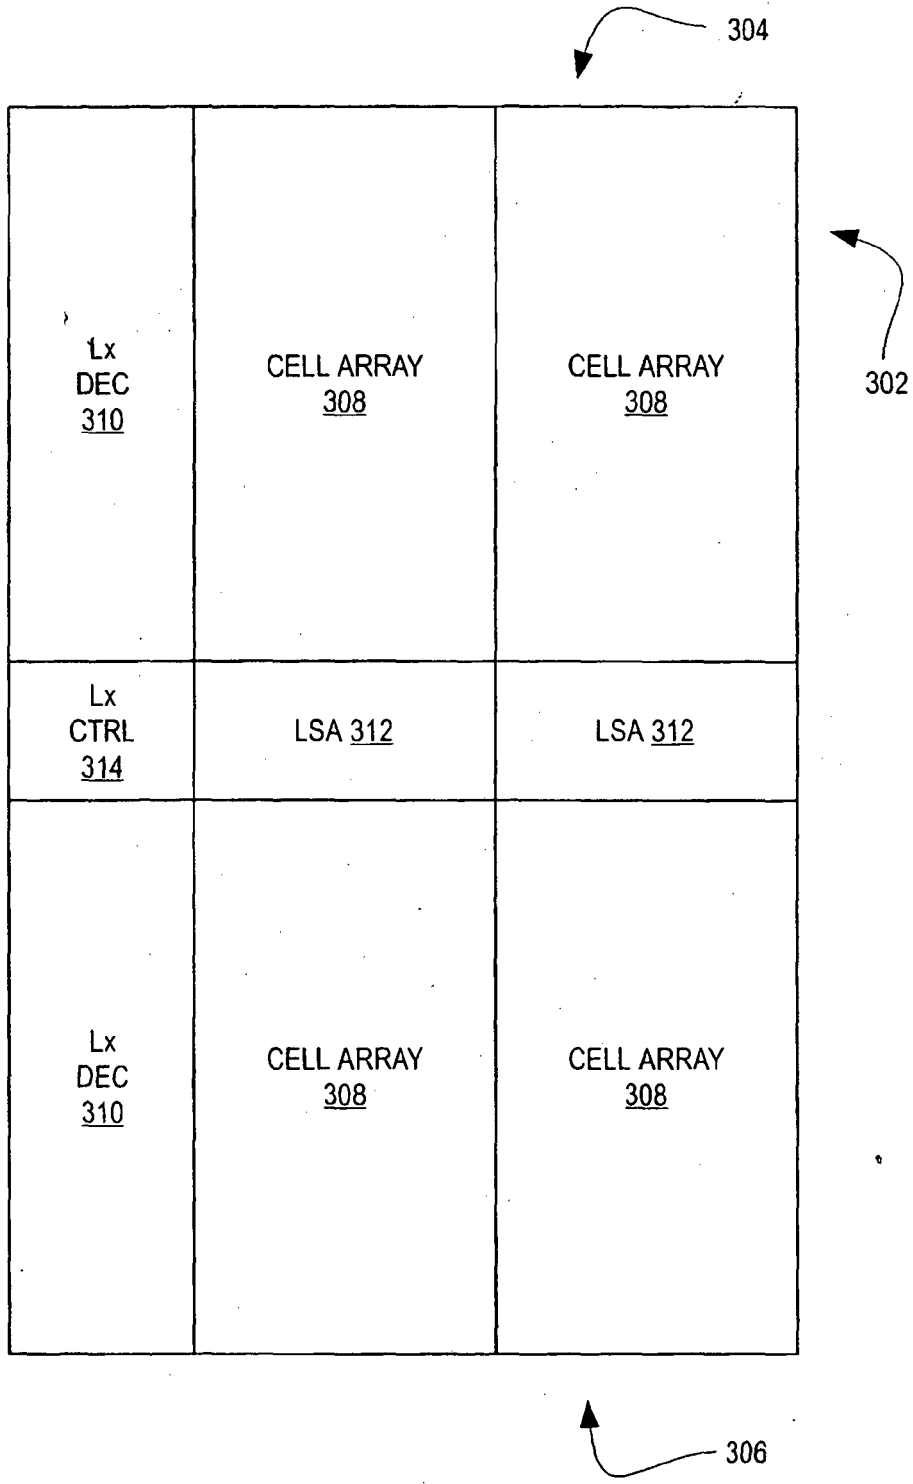 304
302
Lx
DEC
310
CELL ARRAY
308
CELL ARRAY
308
Lx
CTRL
314
LSA 312
LSA 312
Lx
DEC
310
CELL ARRAY
308
CELL ARRAY
308
306